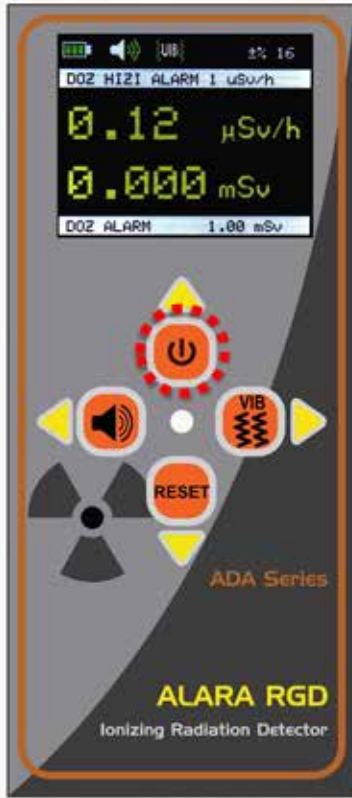 VIB ±% 16
DOZ HIZI ALARM 1 uSv/h
0.12 µSv/h
0.000 mSv
DOZ ALARM 1.00 mSv
VIB
RESET
ADA Series
ALARA RGD
Ionizing Radiation Detector